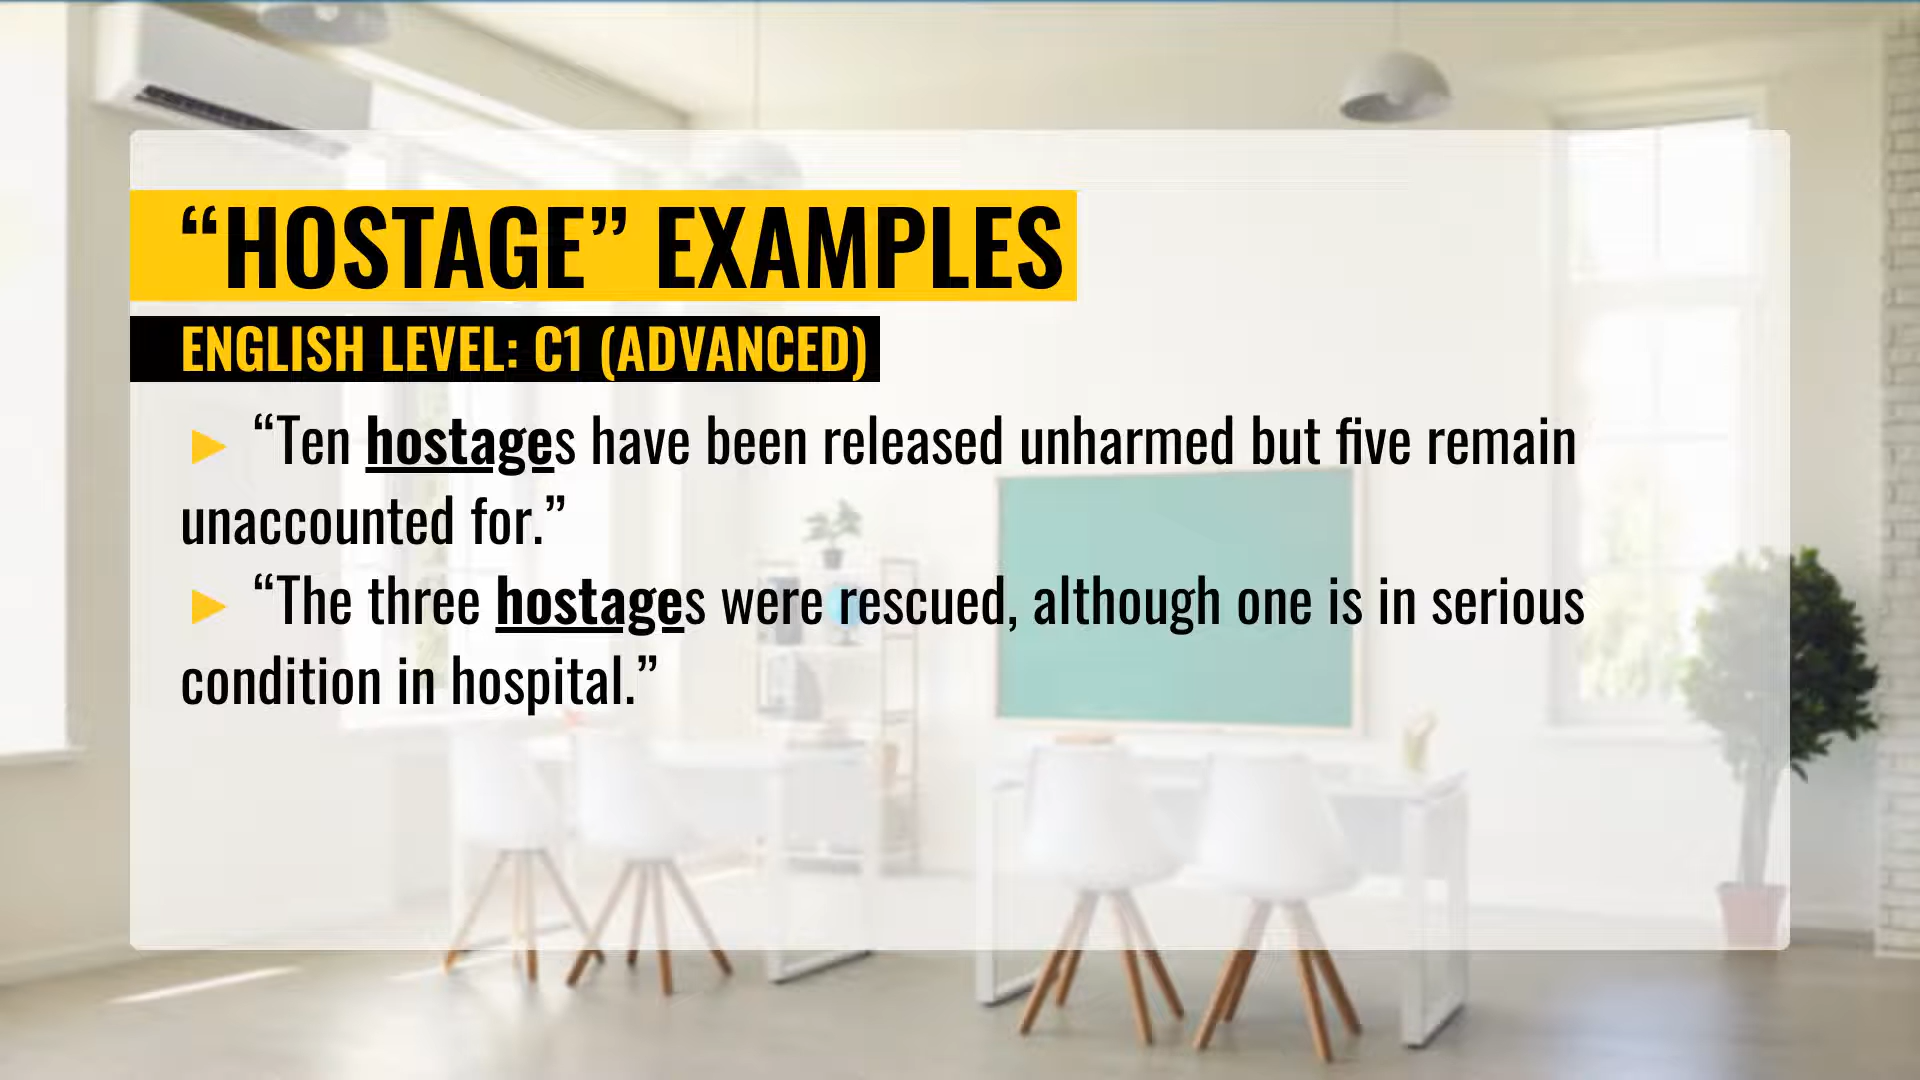 “HOSTAGE” EXAMPLES
ENGLISH LEVEL: C1 (ADVANCED)
► “Ten hostages have been released unharmed but five remain
unaccounted for.”
► “The three hostages were rescued, although one is in serious
condition in hospital.”